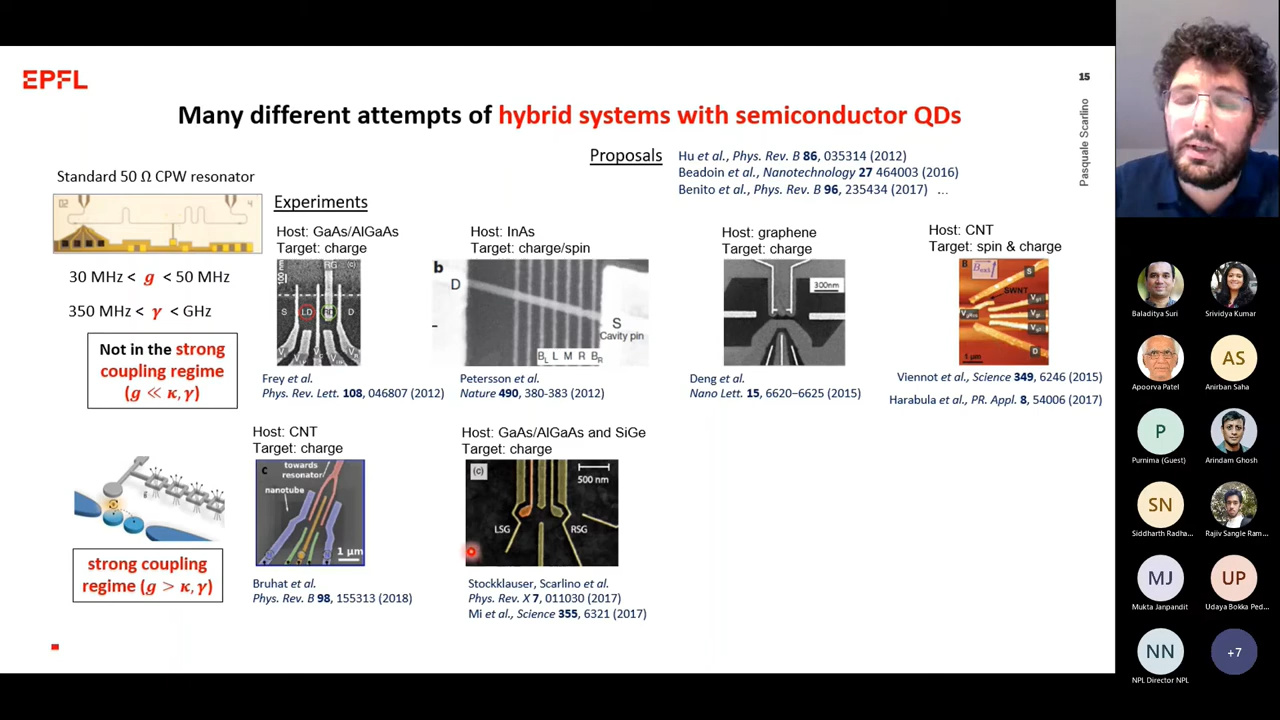 EPFL
15
Pasquale Scarlino
Many different attempts of hybrid systems with semiconductor QDs
Proposals
Hu et al., Phys. Rev. B 86, 035314 (2012)
Beadoin et al., Nanotechnology 27 464003 (2016)
Benito et al., Phys. Rev. B 96, 235434 (2017) ...
Standard 50 Ω CPW resonator
Experiments
30 MHz < g < 50 MHz
350 MHz < γ < GHz
Not in the strong
coupling regime
(g ≪ κ, γ)
Host: GaAs/AlGaAs
Target: charge
RG
S
LD
RD
D
Frey et al.
Phys. Rev. Lett. 108, 046807 (2012)
Host: InAs
Target: charge/spin
b
D
S
Cavity pin
BL L M R BR
Petersson et al.
Nature 490, 380-383 (2012)
Host: graphene
Target: charge
300nm
Deng et al.
Nano Lett. 15, 6620−6625 (2015)
Host: CNT
Target: spin & charge
B
S
SWNT
D
1 μm
Viennot et al., Science 349, 6246 (2015)
Harabula et al., PR. Appl. 8, 54006 (2017)
strong coupling
regime (g > κ, γ)
Host: CNT
Target: charge
c
towards
resonator
nanotube
1 μm
Bruhat et al.
Phys. Rev. B 98, 155313 (2018)
Host: GaAs/AlGaAs and SiGe
Target: charge
(c)
500 nm
LSG
RSG
Stockklauser, Scarlino et al.
Phys. Rev. X 7, 011030 (2017)
Mi et al., Science 355, 6321 (2017)
Baladitya Suri
Srividya Kumar
Apoorva Patel
AS
Anirban Saha
P
Purnima (Guest)
Arindam Ghosh
SN
Siddharth Radha...
Rajiv Sangle Ram...
MJ
Mukta Janpandit
UP
Udaya Bokka Ped...
NN
NPL Director NPL
+7